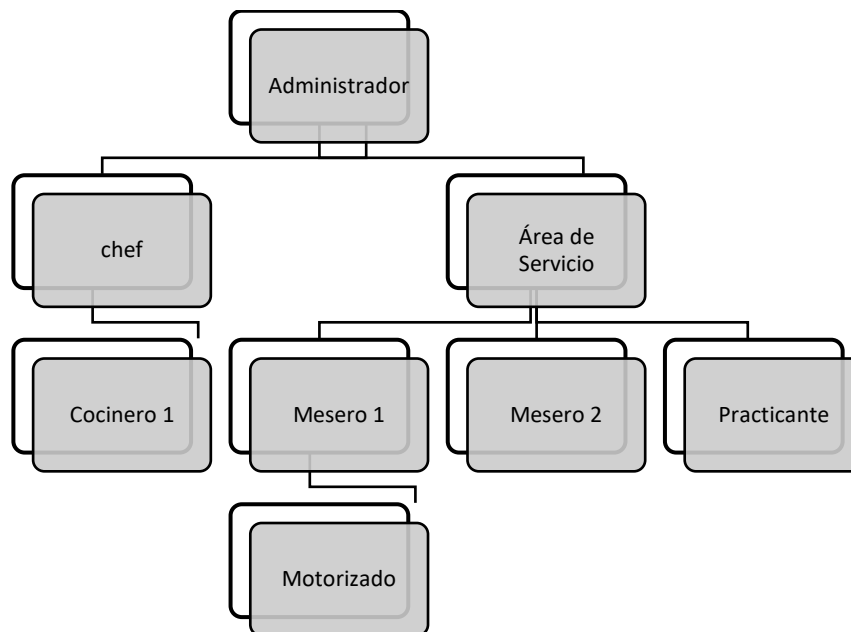 Administrador
chef
Área de
Servicio
Cocinero 1
Mesero 1
Mesero 2
Practicante
Motorizado